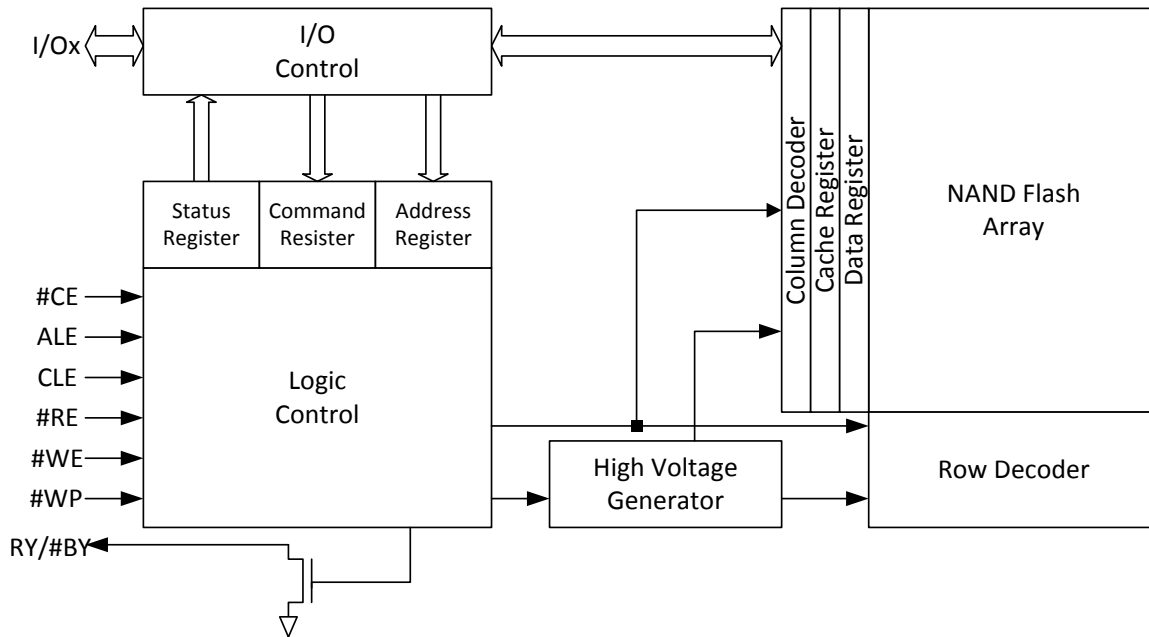 I/Ox
I/O
Control
Status
Register
Command
Resister
Address
Register
#CE
ALE
CLE
#RE
#WE
#WP
RY/#BY
Logic
Control
High Voltage
Generator
Column Decoder
Cache Register
Data Register
NAND Flash
Array
Row Decoder